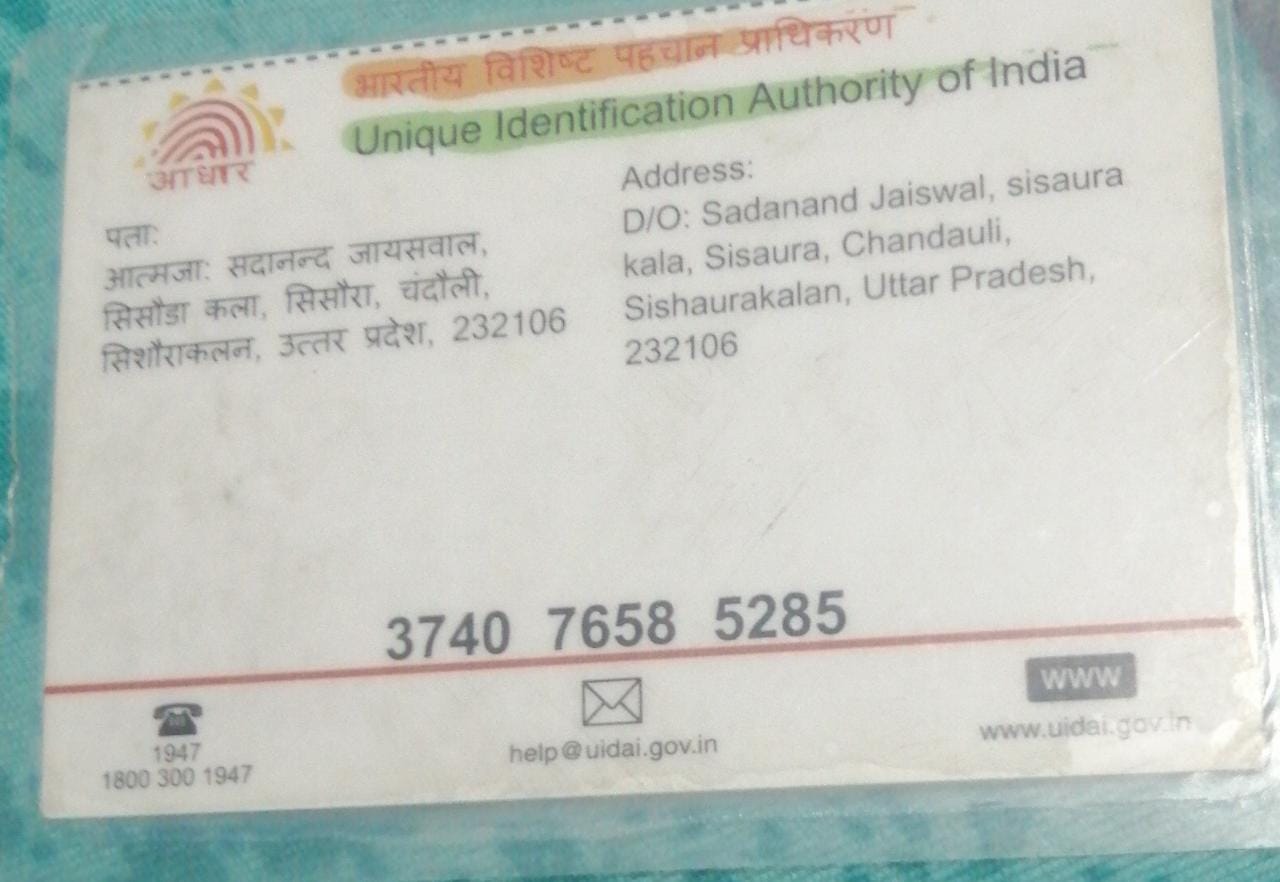 भारतीय विशिष्ट पहचान प्राधिकरण
Unique Identification Authority of India
आधार
पता:
आत्मजा: सदानन्द जायसवाल,
सिसौडा कला, सिसौरा, चंदौली,
सिशौराकलन, उत्तर प्रदेश, 232106
Address:
D/O: Sadanand Jaiswal, sisaura
kala, Sisaura, Chandauli,
Sishaurakalan, Uttar Pradesh,
232106
3740 7658 5285
1947
1800 300 1947
help@uidai.gov.in
www
www.uidai.gov.in